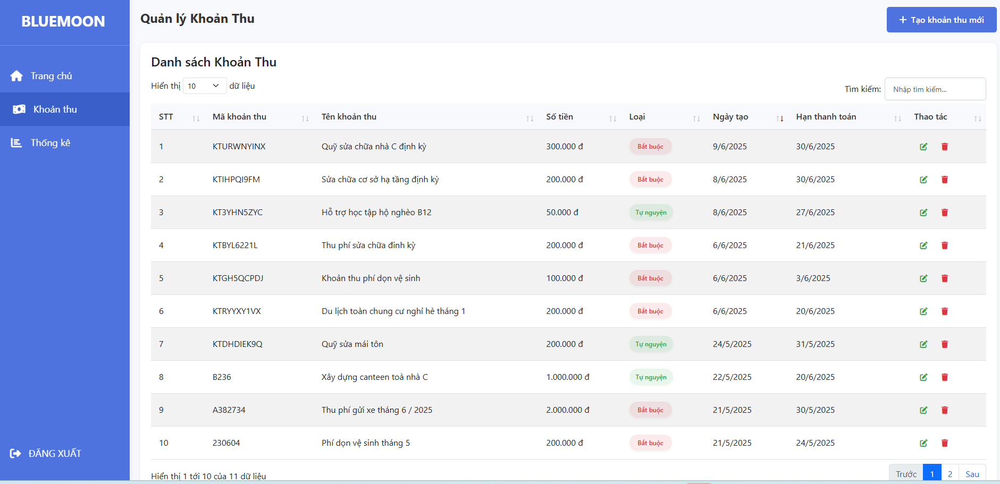 BLUEMOON
Trang chủ
Khoản thu
Thống kê
ĐĂNG XUẤT
Quản lý Khoản Thu
+ Tạo khoản thu mới
Danh sách Khoản Thu
Hiển thị 10 dữ liệu
Tìm kiếm: Nhập tìm kiếm...
STT Mã khoản thu Tên khoản thu Số tiền Loại Ngày tạo Hạn thanh toán Thao tác
1 KTURWNYINX Quỹ sửa chữa nhà C định kỳ 300.000 đ Bắt buộc 9/6/2025 30/6/2025
2 KTIHPQI9FM Sửa chữa cơ sở hạ tầng định kỳ 200.000 đ Bắt buộc 8/6/2025 30/6/2025
3 KT3YHN5ZYC Hỗ trợ học tập hộ nghèo B12 50.000 đ Tự nguyện 8/6/2025 27/6/2025
4 KTBYL6221L Thu phí sửa chữa đinh kỳ 200.000 đ Bắt buộc 6/6/2025 21/6/2025
5 KTGH5QCPDJ Khoản thu phí dọn vệ sinh 100.000 đ Bắt buộc 6/6/2025 3/6/2025
6 KTRYYXY1VX Du lịch toàn chung cư nghỉ hè tháng 1 200.000 đ Bắt buộc 6/6/2025 20/6/2025
7 KTDHDIEK9Q Quỹ sửa mái tôn 200.000 đ Tự nguyện 24/5/2025 31/5/2025
8 B236 Xây dựng canteen toà nhà C 1.000.000 đ Tự nguyện 22/5/2025 20/6/2025
9 A382734 Thu phí gửi xe tháng 6 / 2025 2.000.000 đ Bắt buộc 21/5/2025 30/5/2025
10 230604 Phí dọn vệ sinh tháng 5 200.000 đ Bắt buộc 21/5/2025 24/5/2025
Hiển thị 1 tới 10 của 11 dữ liệu
Trước 1 2 Sau